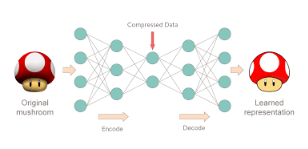 Compressed Data
Original
mushroom
Encode
Decode
Learned
representation